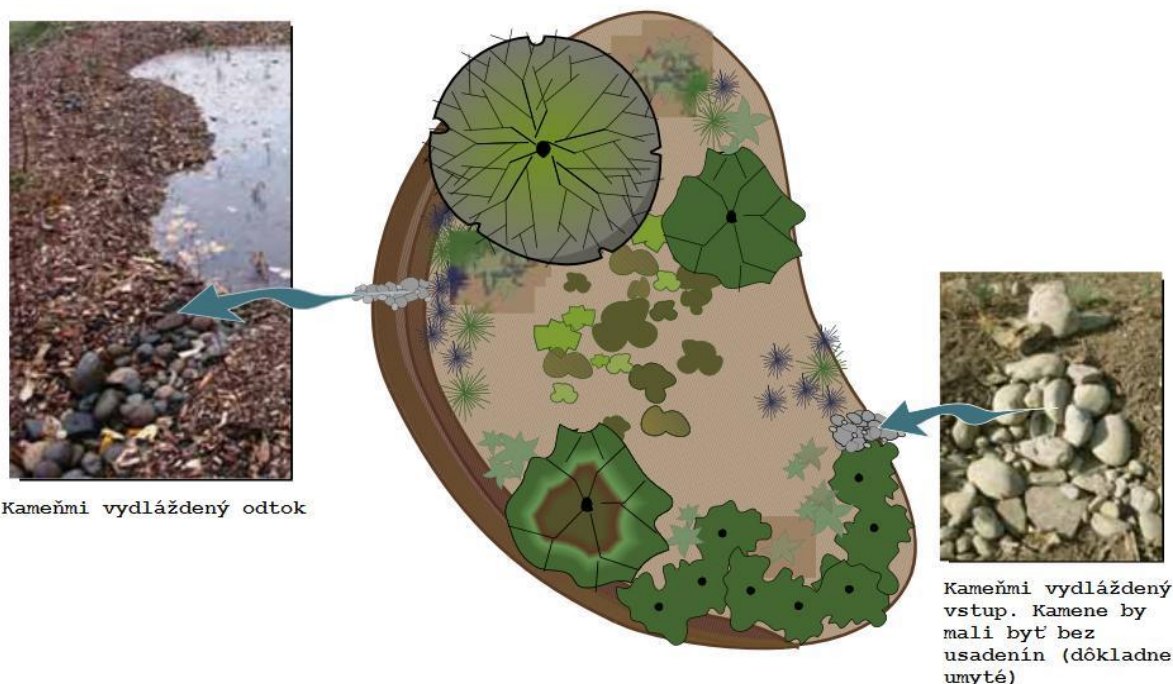 Kameňmi vydláždený odtok
Kameňmi vydláždený
vstup. Kamene by
mali byť bez
usadenín (dôkladne
umyté)